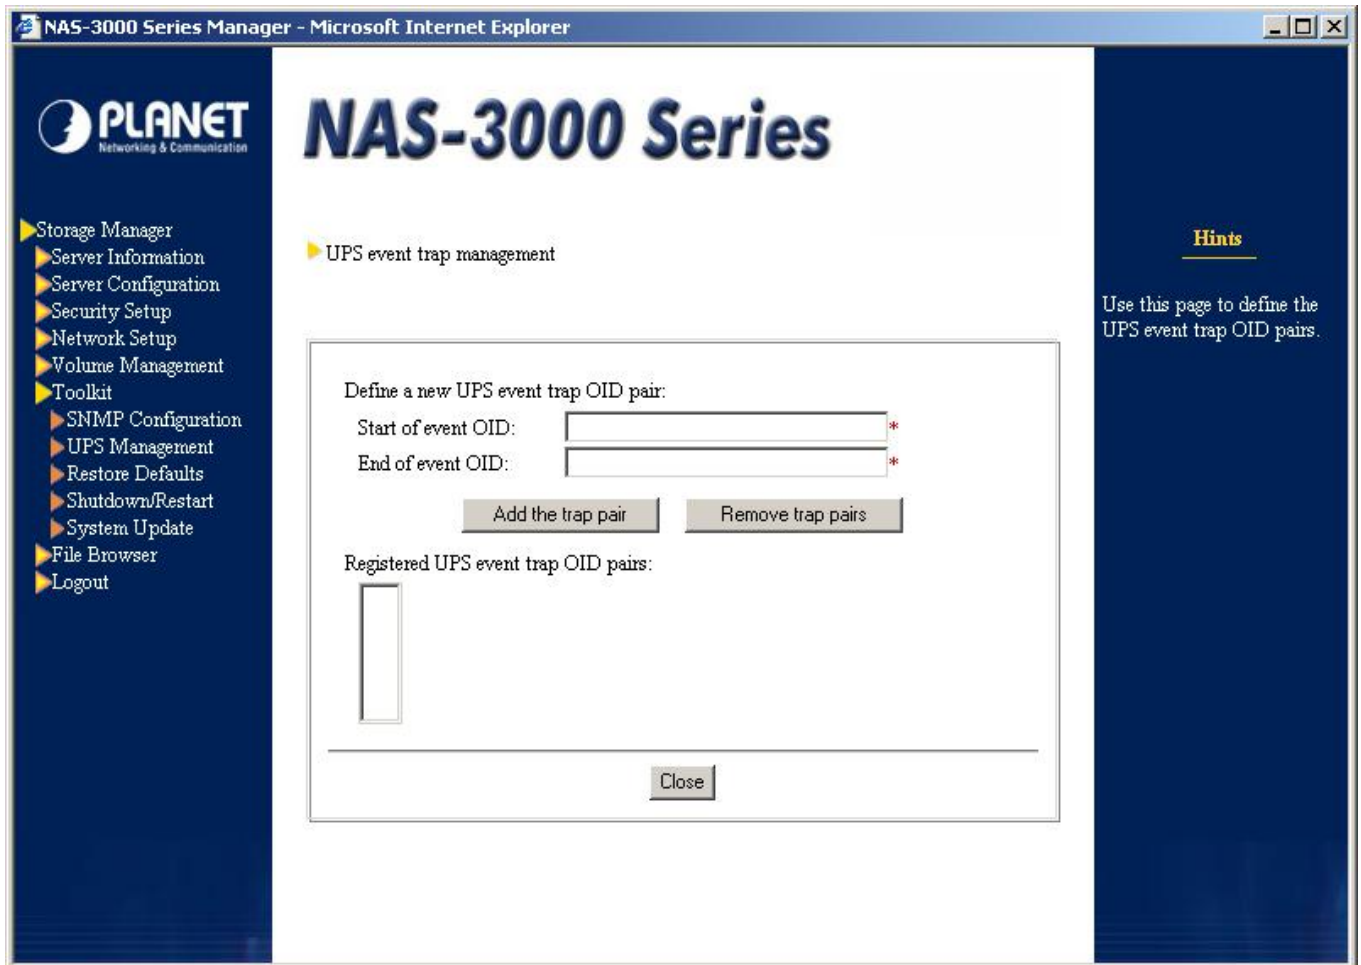 NAS-3000 Series Manager - Microsoft Internet Explorer
PLANET
Networking & Communication
NAS-3000 Series
Storage Manager
Server Information
Server Configuration
Security Setup
Network Setup
Volume Management
Toolkit
SNMP Configuration
UPS Management
Restore Defaults
Shutdown/Restart
System Update
File Browser
Logout
UPS event trap management
Define a new UPS event trap OID pair:
Start of event OID: *
End of event OID: *
Add the trap pair Remove trap pairs
Registered UPS event trap OID pairs:
Close
Hints
Use this page to define the
UPS event trap OID pairs.